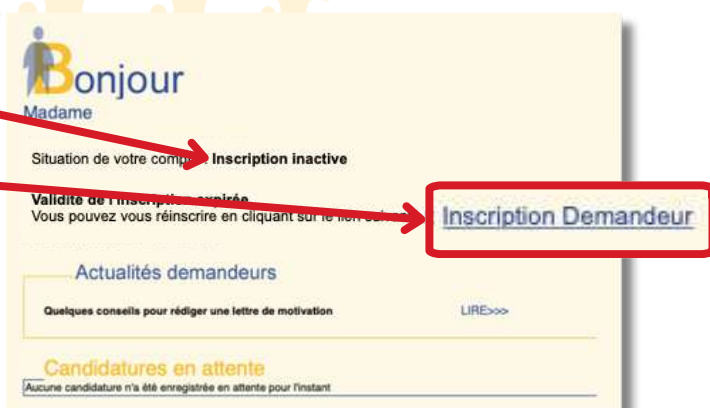 Bonjour
Madame
Situation de votre compte Inscription inactive
Validité de l'inscription expirée
Vous pouvez vous réinscrire en cliquant sur le lien
Inscription Demandeur
Actualités demandeurs
Quelques conseils pour rédiger une lettre de motivation LIRE>>>
Candidatures en attente
Aucune candidature n'a été enregistrée en attente pour l'instant